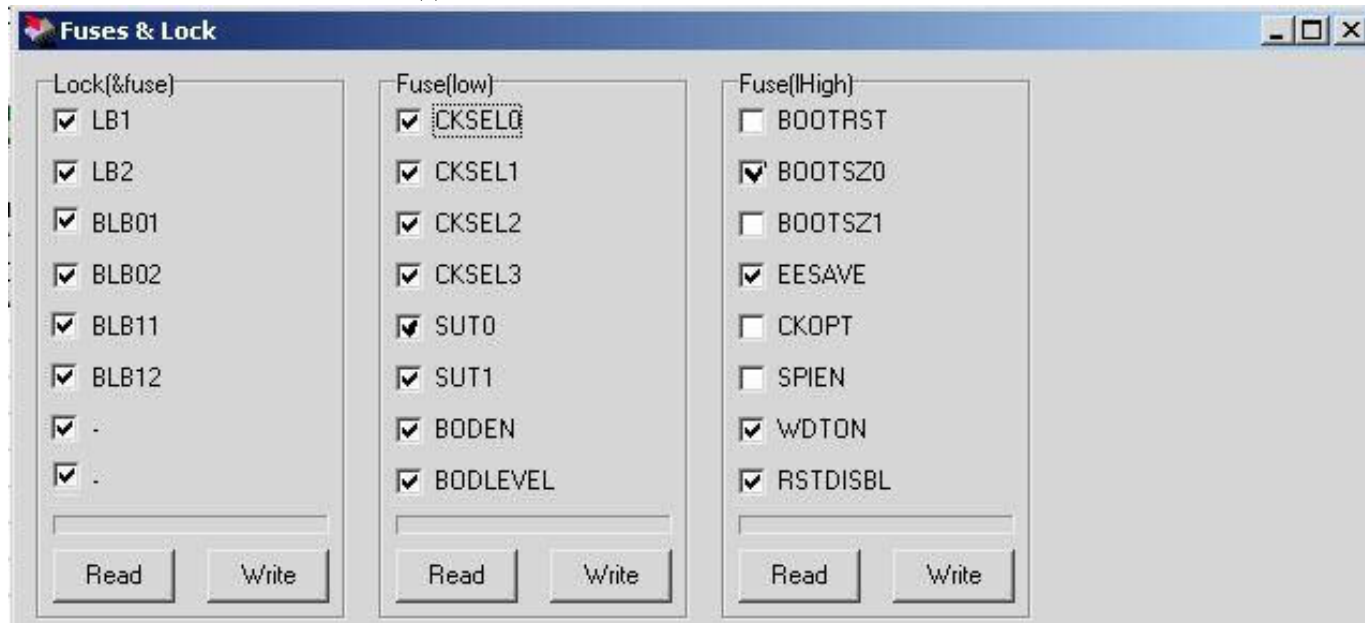 Fuses & Lock
Lock(&fuse)
LB1
LB2
BLB01
BLB02
BLB11
BLB12
-
-
Read Write
Fuse(low)
CKSEL0
CKSEL1
CKSEL2
CKSEL3
SUT0
SUT1
BODEN
BODLEVEL
Read Write
Fuse(lHigh)
BOOTRST
BOOTSZ0
BOOTSZ1
EESAVE
CKOPT
SPIEN
WDTON
RSTDISBL
Read Write